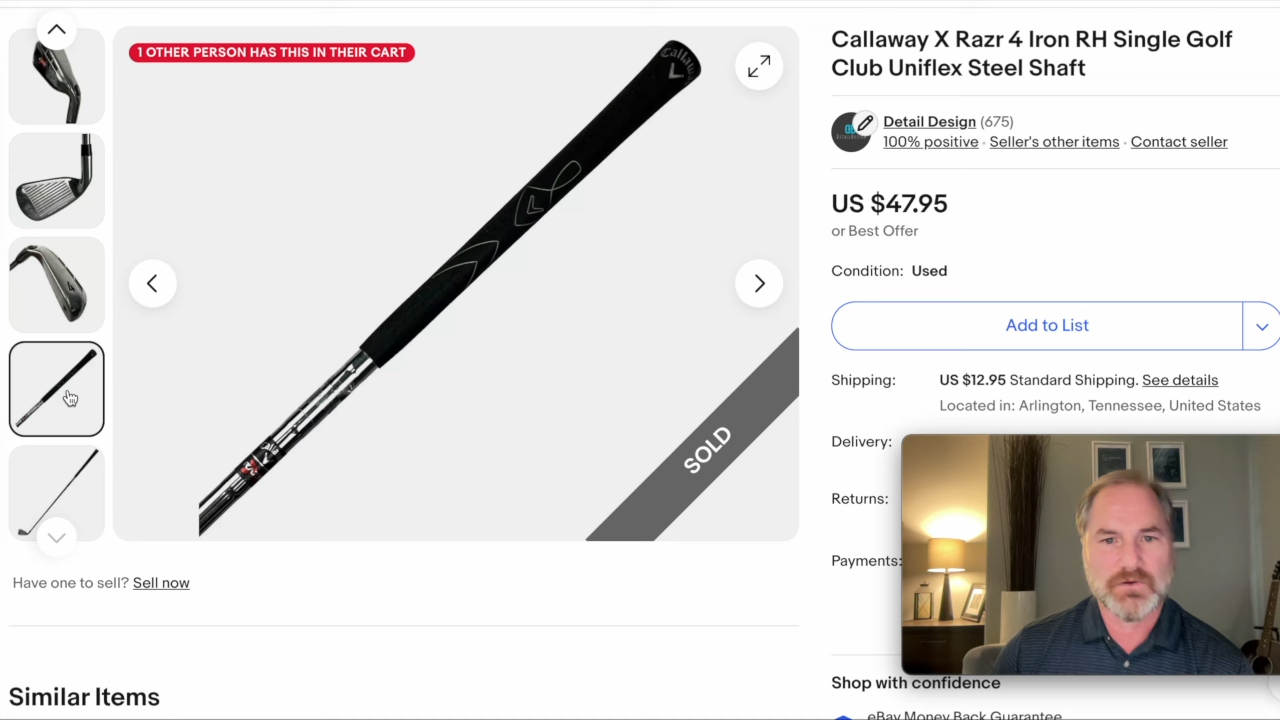 1 OTHER PERSON HAS THIS IN THEIR CART
Callaway X Razr 4 Iron RH Single Golf
Club Uniflex Steel Shaft
Detail Design (675)
100% positive · Seller's other items · Contact seller
US $47.95
or Best Offer
Condition: Used
Add to List
Shipping: US $12.95 Standard Shipping. See details
Located in: Arlington, Tennessee, United States
Delivery:
Returns:
Payments:
SOLD
Have one to sell? Sell now
Similar Items
Shop with confidence
eBay Money Back Guarantee